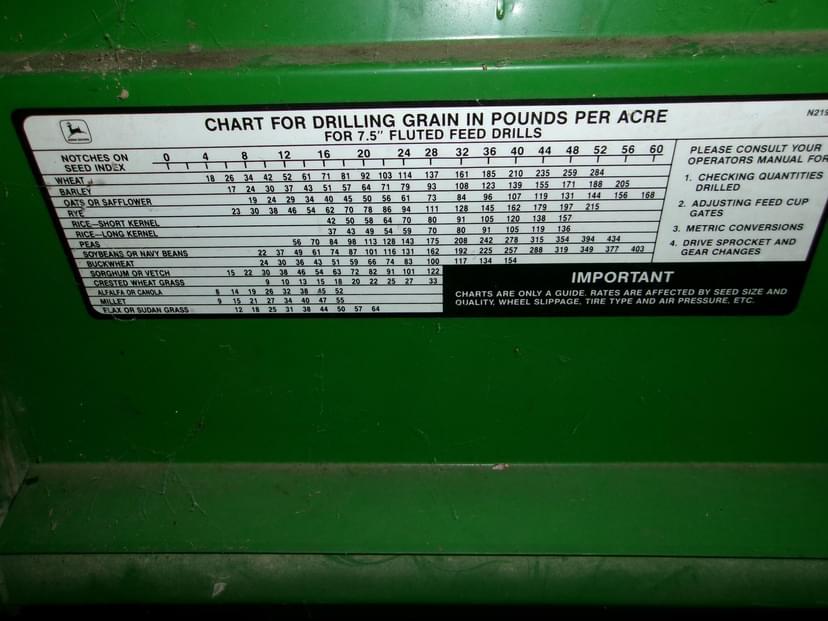 CHART FOR DRILLING GRAIN IN POUNDS PER ACRE
FOR 7.5" FLUTED FEED DRILLS
N219
NOTCHES ON SEED INDEX 0 4 8 12 16 20 24 28 32 36 40 44 48 52 56 60
WHEAT 18 26 34 42 52 61 71 81 92 103 114 137 161 185 210 235 259 284
BARLEY 17 24 30 37 43 51 57 64 71 79 93 108 123 139 155 171 188 205
OATS OR SAFFLOWER 19 24 29 34 40 45 50 56 61 73 84 96 107 119 131 144 156 168
RYE 23 30 38 46 54 62 70 78 86 94 111 128 145 162 179 197 215
RICE-SHORT KERNEL 42 50 58 64 70 80 91 105 120 138 157
RICE-LONG KERNEL 37 43 49 54 59 70 80 91 105 119 136
PEAS 56 70 84 98 113 128 143 175 208 242 278 315 354 394 434
SOYBEANS OR NAVY BEANS 22 37 49 61 74 87 101 116 131 162 192 225 257 288 319 349 377 403
BUCKWHEAT 24 30 36 43 51 59 66 74 83 100 117 134 154
SORGHUM OR VETCH 15 22 30 38 46 54 63 72 82 91 101 122
CRESTED WHEAT GRASS 9 10 13 15 18 20 22 25 27 33
ALFALFA OR CANOLA 8 14 19 26 32 38 45 52
MILLET 9 15 21 27 34 40 47 55
FLAX OR SUDAN GRASS 12 18 25 31 38 44 50 57 64
PLEASE CONSULT YOUR
OPERATORS MANUAL FOR
1. CHECKING QUANTITIES
DRILLED
2. ADJUSTING FEED CUP
GATES
3. METRIC CONVERSIONS
4. DRIVE SPROCKET AND
GEAR CHANGES
IMPORTANT
CHARTS ARE ONLY A GUIDE. RATES ARE AFFECTED BY SEED SIZE AND
QUALITY, WHEEL SLIPPAGE, TIRE TYPE AND AIR PRESSURE, ETC.